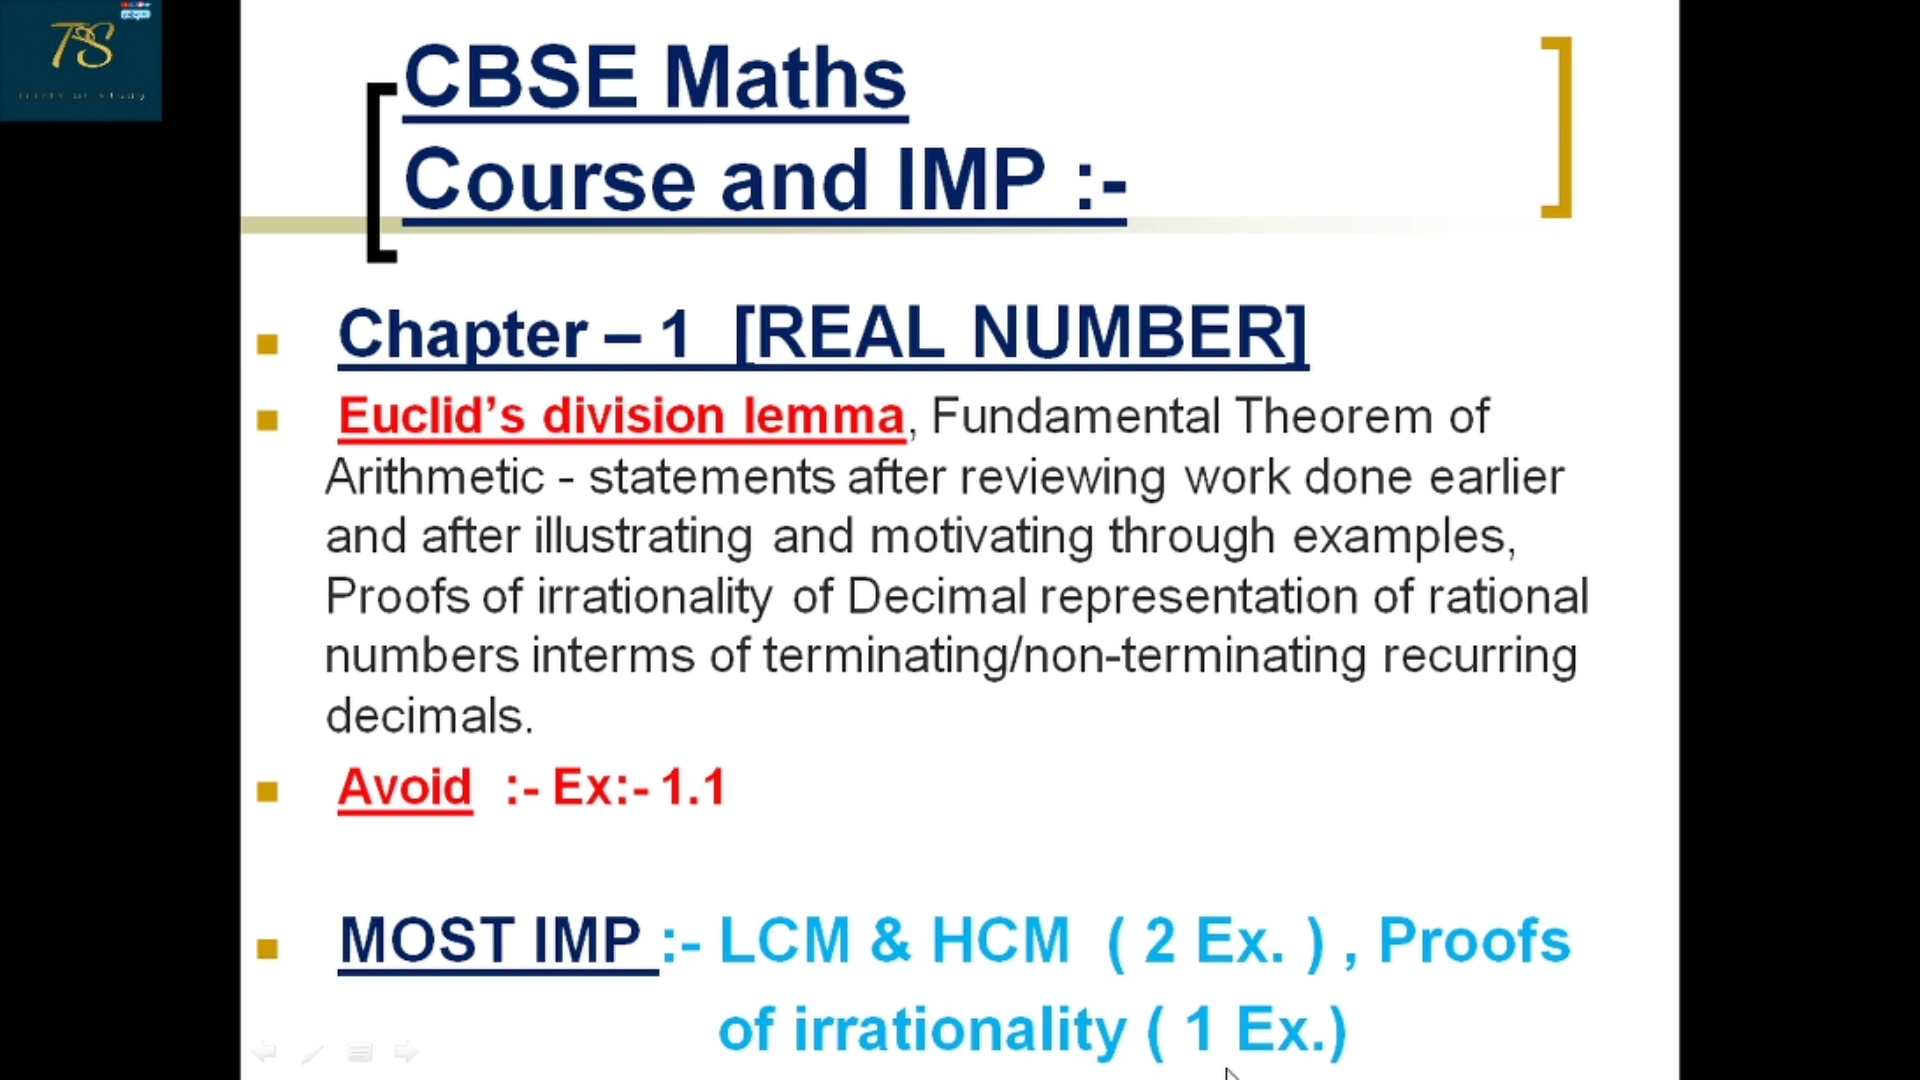 TS
CBSE Maths
Course and IMP :-
Chapter – 1 [REAL NUMBER]
Euclid’s division lemma, Fundamental Theorem of
Arithmetic - statements after reviewing work done earlier
and after illustrating and motivating through examples,
Proofs of irrationality of Decimal representation of rational
numbers interms of terminating/non-terminating recurring
decimals.
Avoid :- Ex:- 1.1
MOST IMP :- LCM & HCM ( 2 Ex. ) , Proofs
of irrationality ( 1 Ex.)